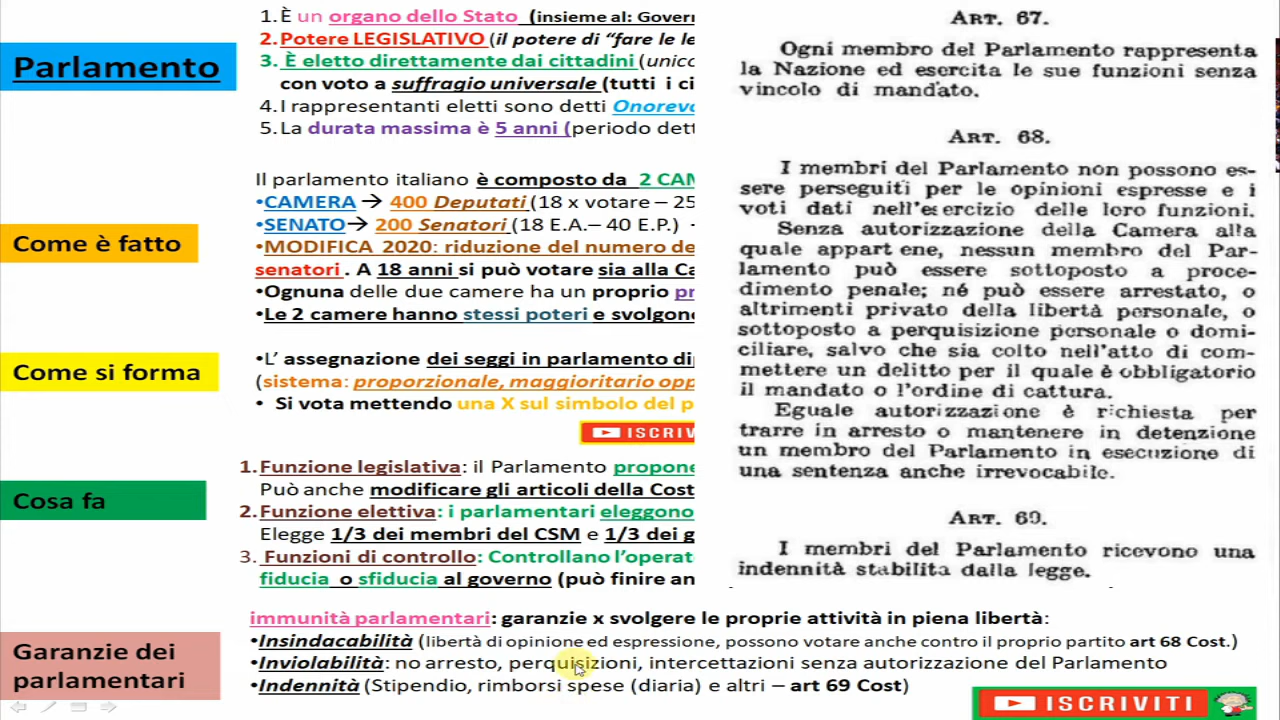 Parlamento
1.È un organo dello Stato (insieme al: Govern
2.Potere LEGISLATIVO (il potere di "fare le le
3. È eletto direttamente dai cittadini (unico
con voto a suffragio universale (tutti i ci
4.I rappresentanti eletti sono detti Onorevo
5.La durata massima è 5 anni (periodo dett
Come è fatto
Il parlamento italiano è composto da 2 CAM
•CAMERA → 400 Deputati (18 x votare – 25
•SENATO→ 200 Senatori (18 E.A.– 40 E.P.) -
•MODIFICA 2020: riduzione del numero de
senatori . A 18 anni si può votare sia alla Ca
•Ognuna delle due camere ha un proprio pr
•Le 2 camere hanno stessi poteri e svolgono
Come si forma
•L' assegnazione dei seggi in parlamento dip
(sistema: proporzionale, maggioritario opp
• Si vota mettendo una X sul simbolo del p
ISCRIV
Cosa fa
1.Funzione legislativa: il Parlamento propone
Può anche modificare gli articoli della Cost
2.Funzione elettiva: i parlamentari eleggono
Elegge 1/3 dei membri del CSM e 1/3 dei g
3. Funzioni di controllo: Controllano l'operat
fiducia o sfiducia al governo (può finire an
ART. 67.
Ogni membro del Parlamento rappresenta
la Nazione ed esercita le sue funzioni senza
vincolo di mandato.
ART. 68.
I membri del Parlamento non possono es-
sere perseguiti per le opinioni espresse e i
voti dati nell'esercizio delle loro funzioni.
Senza autorizzazione della Camera alla
quale appartene, nessun membro del Par-
lamento può essere sottoposto a proce-
dimento penale; né può essere arrestato, o
altrimenti privato della libertà personale, o
sottoposto a perquisizione personale o domi-
ciliare, salvo che sia colto nell'atto di com-
mettere un delitto per il quale è obbligatorio
il mandato o l'ordine di cattura.
Eguale autorizzazione è richiesta per
trarre in arresto o mantenere in detenzione
un membro del Parlamento in esecuzione di
una sentenza anche irrevocabile.
ART. 69.
I membri del Parlamento ricevono una
indennità stabilita dalla legge.
Garanzie dei
parlamentari
immunità parlamentari: garanzie x svolgere le proprie attività in piena libertà:
•Insindacabilità (libertà di opinione ed espressione, possono votare anche contro il proprio partito art 68 Cost.)
•Inviolabilità: no arresto, perquisizioni, intercettazioni senza autorizzazione del Parlamento
•Indennità (Stipendio, rimborsi spese (diaria) e altri – art 69 Cost)
ISCRIVITI